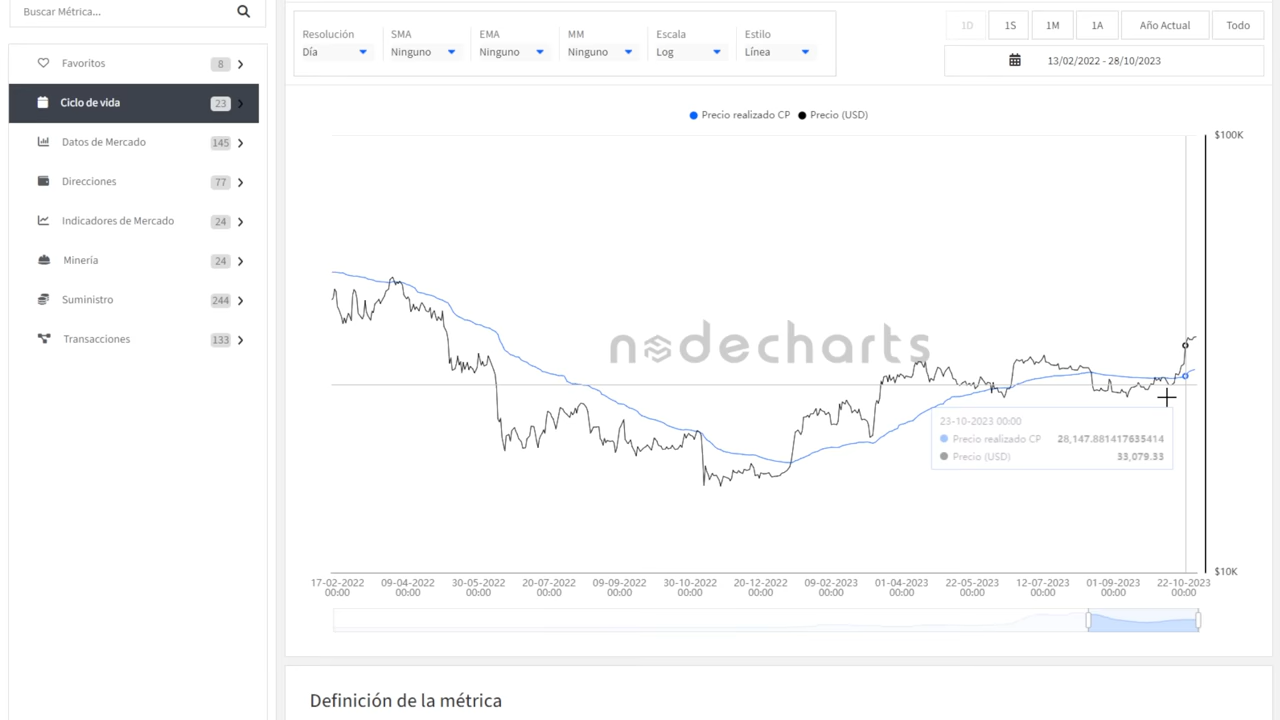 Buscar Métrica...
Favoritos 8
Ciclo de vida 23
Datos de Mercado 145
Direcciones 77
Indicadores de Mercado 24
Minería 24
Suministro 244
Transacciones 133
Resolución SMA EMA MM Escala Estilo
Día Ninguno Ninguno Ninguno Log Línea
1D 1S 1M 1A Año Actual Todo
13/02/2022 - 28/10/2023
Precio realizado CP Precio (USD)
$100K
nodecharts
23-10-2023 00:00
Precio realizado CP 28,147.881417635414
Precio (USD) 33,079.33
$10K
17-02-2022 09-04-2022 30-05-2022 20-07-2022 09-09-2022 30-10-2022 20-12-2022 09-02-2023 01-04-2023 22-05-2023 12-07-2023 01-09-2023 22-10-2023
00:00 00:00 00:00 00:00 00:00 00:00 00:00 00:00 00:00 00:00 00:00 00:00 00:00
Definición de la métrica